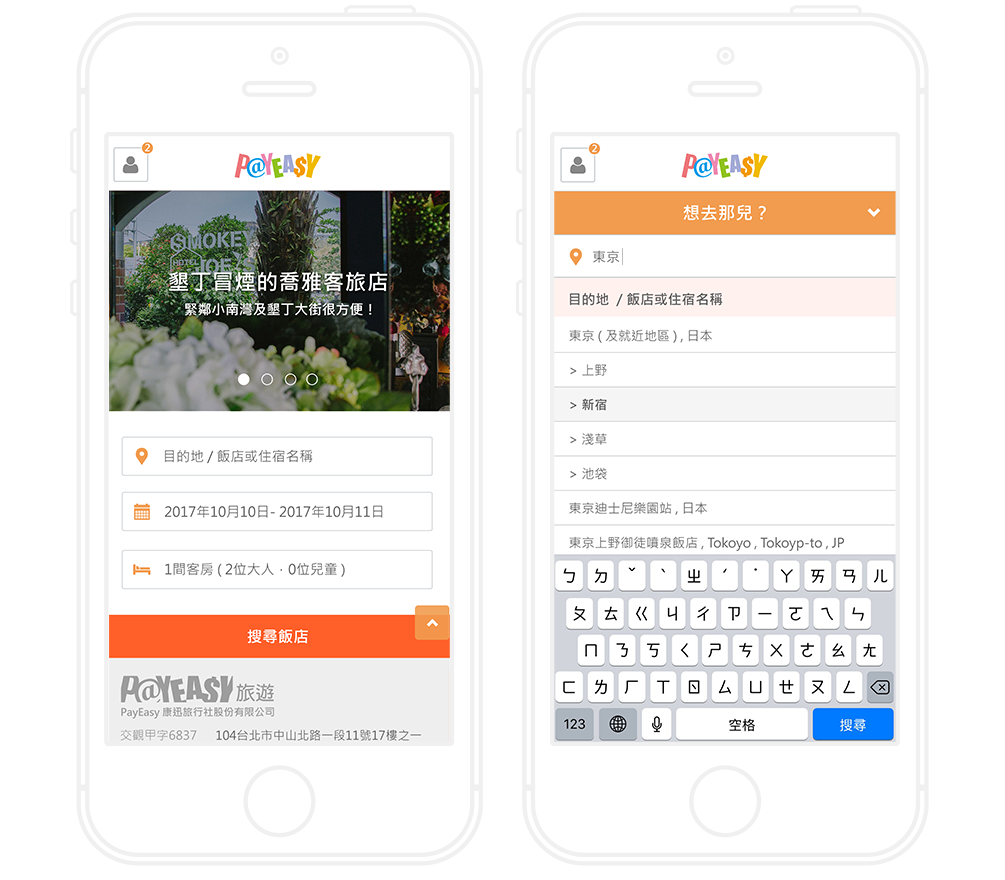 2
P@YEASY
SMOKEY
HOTEL JOE'S
墾丁冒煙的喬雅客旅店
緊鄰小南灣及墾丁大街很方便！
目的地 / 飯店或住宿名稱
2017年10月10日- 2017年10月11日
1間客房 ( 2位大人．0位兒童 )
搜尋飯店
P@YEASY 旅遊
PayEasy 康迅旅行社股份有限公司
交觀甲字6837 104台北市中山北路一段11號17樓之一
2
P@YEASY
想去那兒？
東京
目的地 / 飯店或住宿名稱
東京 ( 及就近地區 ) , 日本
> 上野
> 新宿
> 淺草
> 池袋
東京迪士尼樂園站 , 日本
東京上野御徒噴泉飯店 , Tokoyo , Tokoyp-to , JP
ㄅ ㄉ ˇ ˋ ㄓ ˊ ˙ ㄚ ㄞ ㄢ ㄦ
ㄆ ㄊ ㄍ ㄐ ㄔ ㄗ ㄧ ㄛ ㄟ ㄣ
ㄇ ㄋ ㄎ ㄑ ㄕ ㄘ ㄨ ㄜ ㄠ ㄤ
ㄈ ㄌ ㄏ ㄒ ㄖ ㄙ ㄩ ㄝ ㄡ ㄥ
123 空格 搜尋